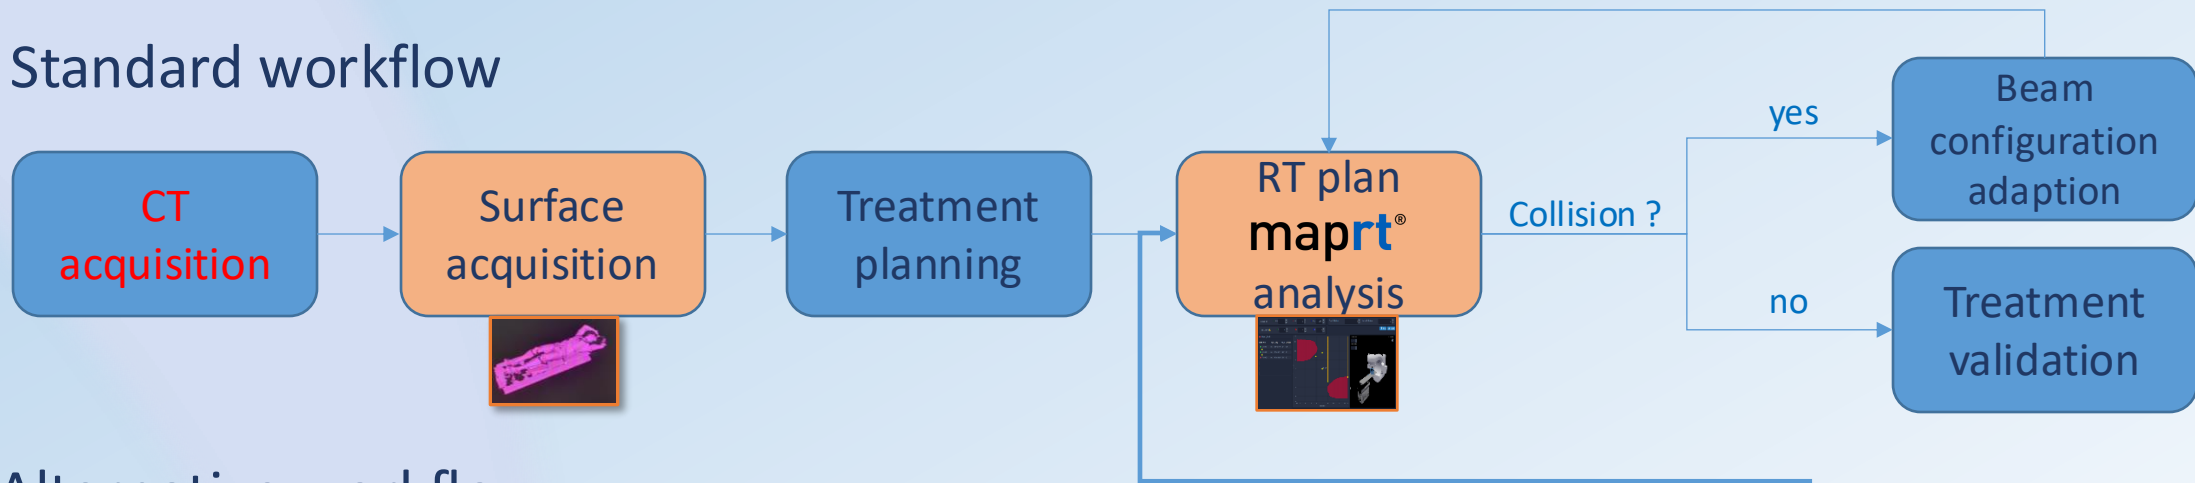 Standard workflow
CT
acquisition
Surface
acquisition
Treatment
planning
RT plan
maprt®
analysis
Collision ?
yes
no
Beam
configuration
adaption
Treatment
validation